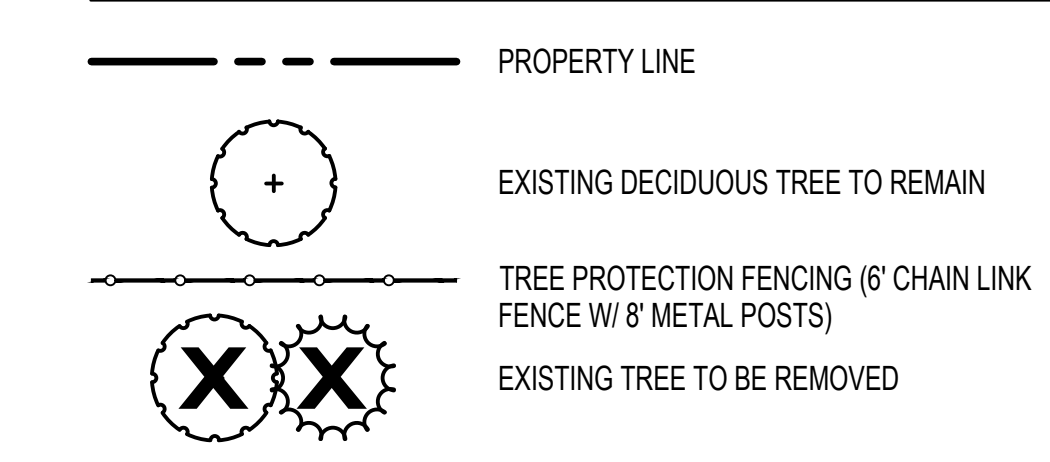 PROPERTY LINE
EXISTING DECIDUOUS TREE TO REMAIN
TREE PROTECTION FENCING (6' CHAIN LINK
FENCE W/ 8' METAL POSTS)
X X
EXISTING TREE TO BE REMOVED